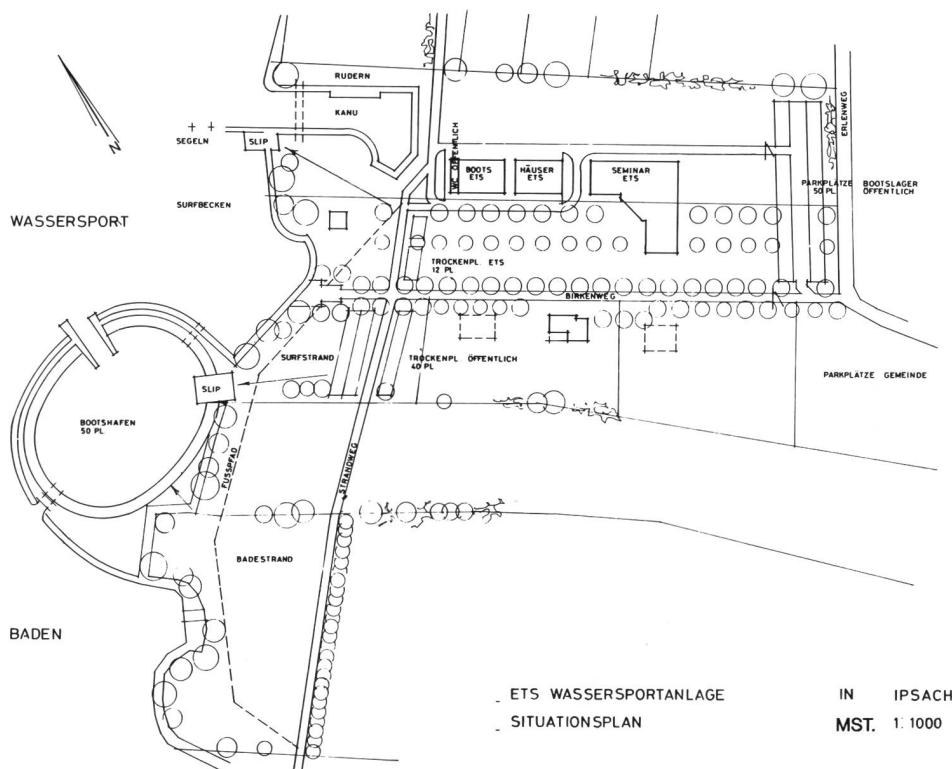 RUDERN
KANU
SEGELN
SLIP
WC ÖFFENTLICH
BOOTS
ETS
HÄUSER
ETS
SEMINAR
ETS
ERLENWEG
PARKPLÄTZE BOOTSLAGER
50 PL ÖFFENTLICH
SURFBECKEN
WASSERSPORT
N
TROCKENPL. ETS
12 PL
BIRKENWEG
SURFSTRAND
TROCKENPL ÖFFENTLICH
40 PL
PARKPLÄTZE GEMEINDE
SLIP
BOOTSHAFEN
50 PL
FUSSPFAD
STRANDWEG
BADESTRAND
BADEN
_ ETS WASSERSPORTANLAGE IN IPSACH
_ SITUATIONSPLAN MST. 1:1000